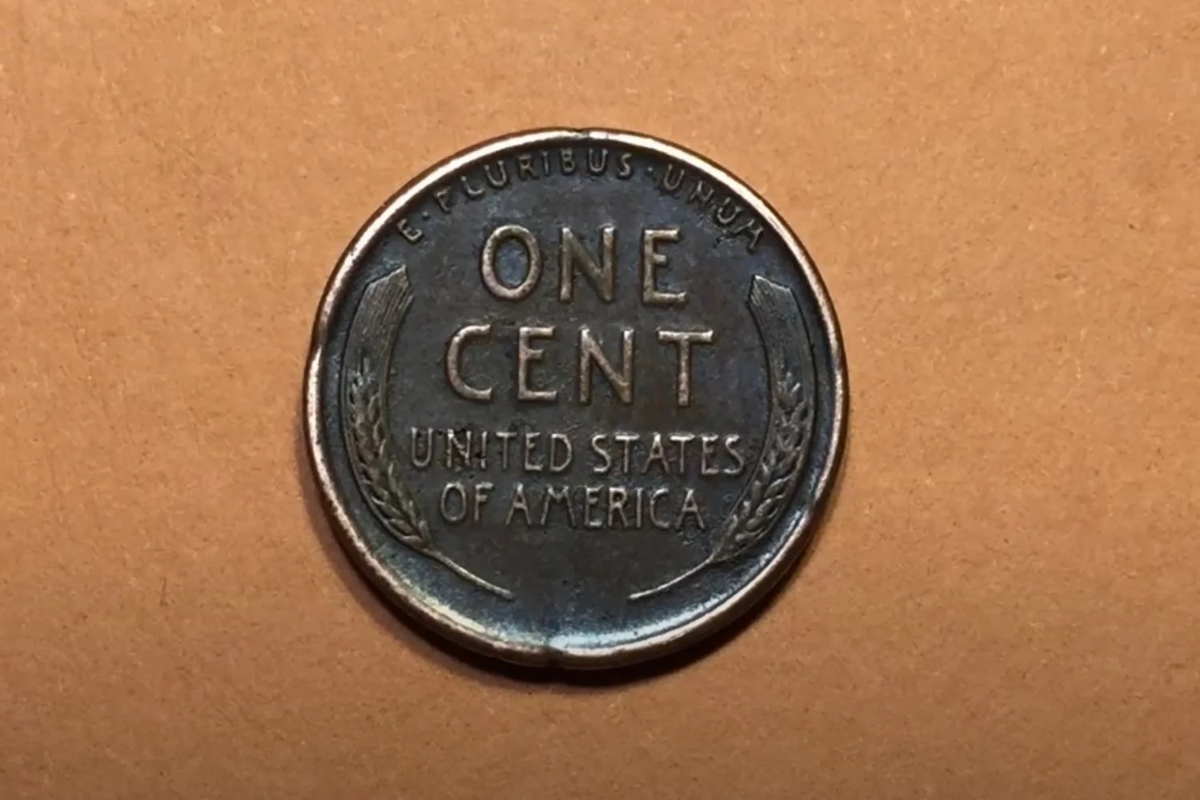 E · PLURIBUS · UNUM
ONE
CENT
UNITED STATES
OF AMERICA